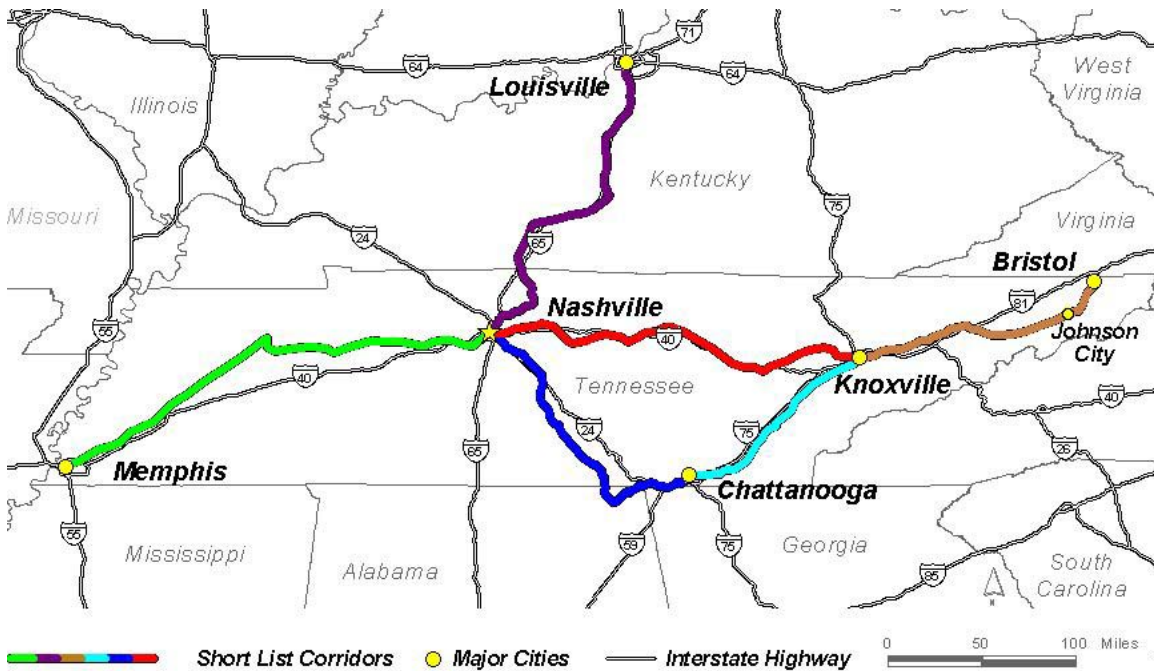 71
64
Louisville
64
West
Virginia
Illinois
Kentucky
75
Missouri
Virginia
24
65
Bristol
81
Nashville
55
Johnson
City
40
40
Tennessee
Knoxville
40
24
75
65
26
Memphis
Chattanooga
55
59
75
Mississippi
Alabama
Georgia
85
South
Carolina
N
0 50 100 Miles
Short List Corridors Major Cities Interstate Highway